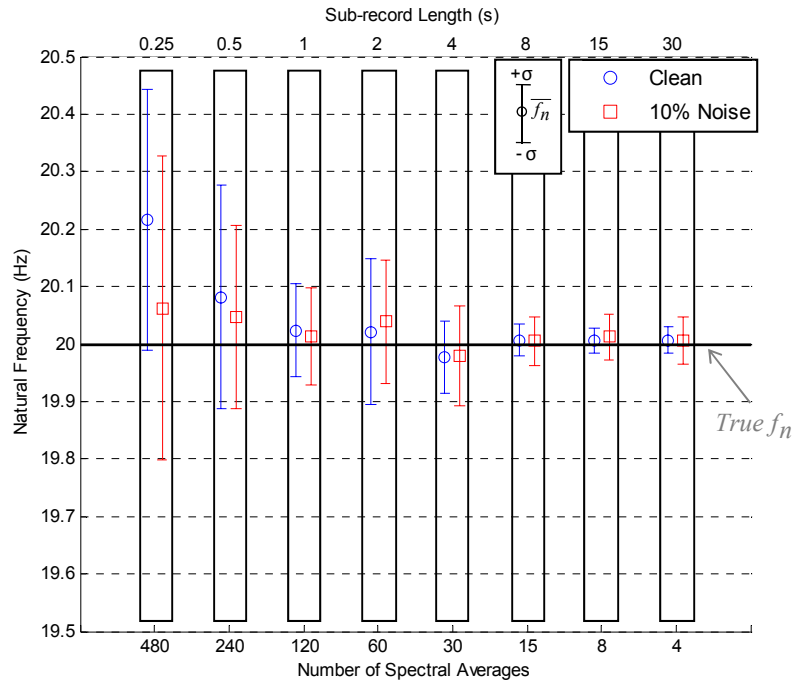 Sub-record Length (s)
0.25 0.5 1 2 4 8 15 30
20.5
20.4
20.3
20.2
20.1
20
19.9
19.8
19.7
19.6
19.5
Natural Frequency (Hz)
+σ
fn
-σ
Clean
10% Noise
True fn
480 240 120 60 30 15 8 4
Number of Spectral Averages